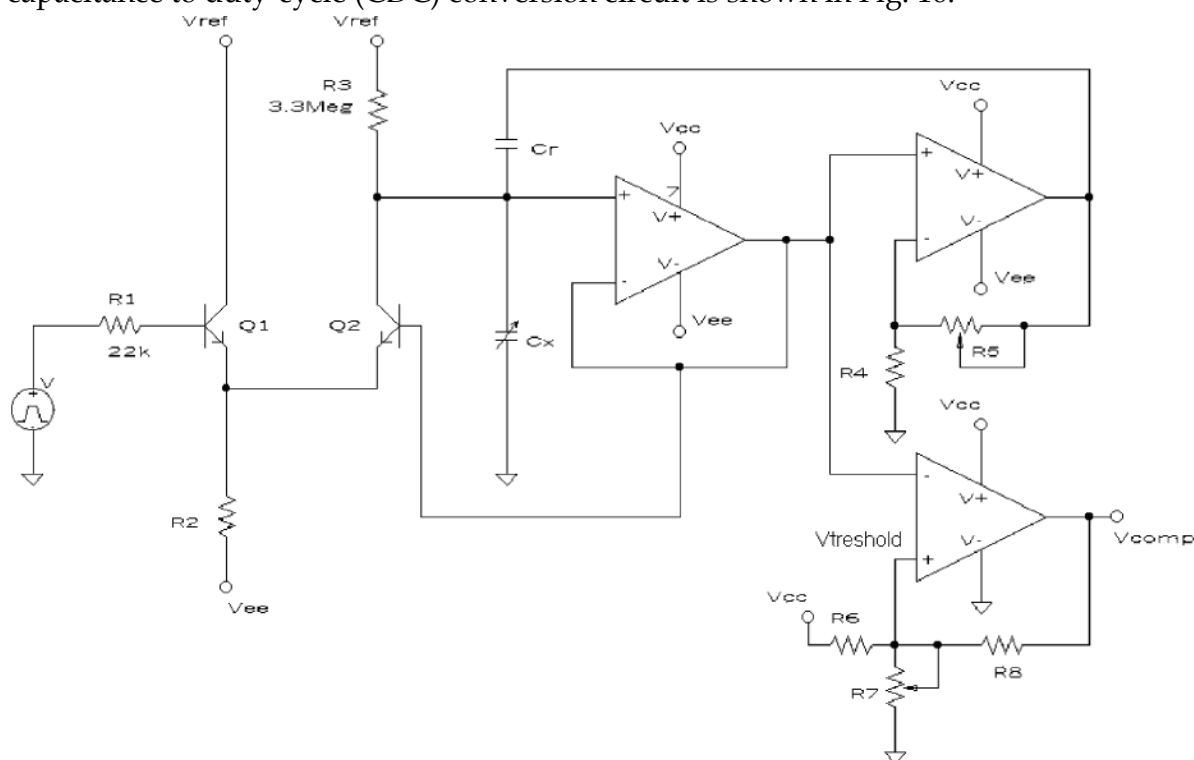 capacitance to duty-cycle (CDC) conversion circuit is shown in Fig. 10.
Vref
Vref
R3
3.3Meg
Cr
Vcc
Vcc
7
+
V+
-
V-
Vee
+
V+
-
V-
Vee
R1
22k
Q1
Q2
Cx
R5
R4
V
+
-
Vcc
R2
-
V+
Vtreshold
V-
+
Vcomp
Vee
Vcc
R6
R7
R8